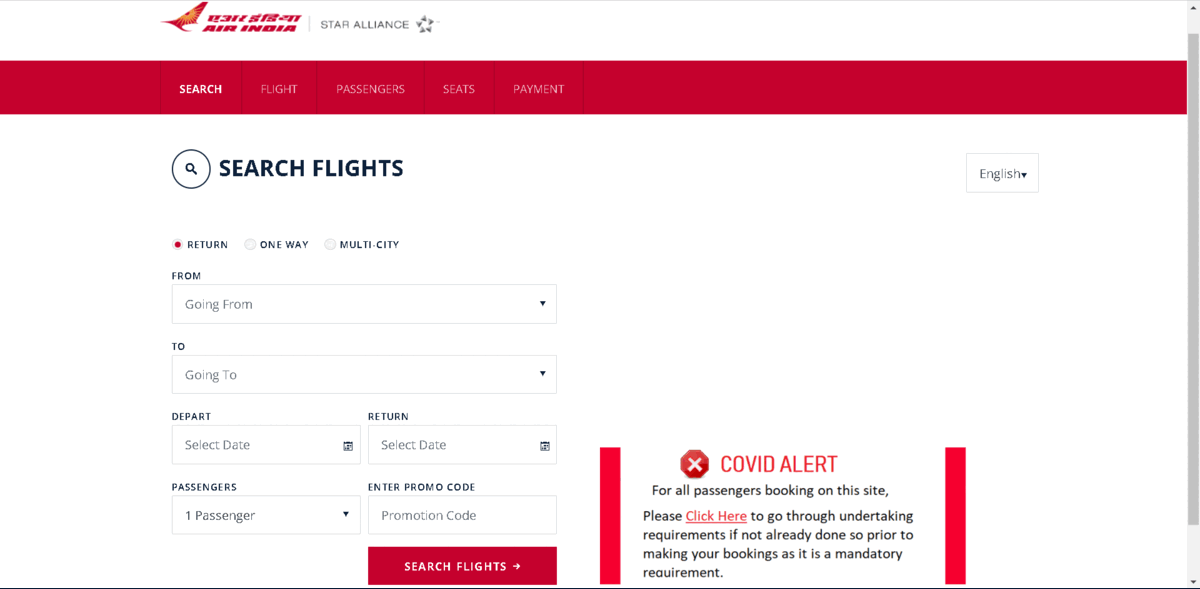 एअर इंडिया
AIR INDIA
STAR ALLIANCE
SEARCH FLIGHT PASSENGERS SEATS PAYMENT
SEARCH FLIGHTS
English
RETURN ONE WAY MULTI-CITY
FROM
Going From
TO
Going To
DEPART RETURN
Select Date Select Date
PASSENGERS ENTER PROMO CODE
1 Passenger Promotion Code
SEARCH FLIGHTS →
COVID ALERT
For all passengers booking on this site,
Please Click Here to go through undertaking
requirements if not already done so prior to
making your bookings as it is a mandatory
requirement.